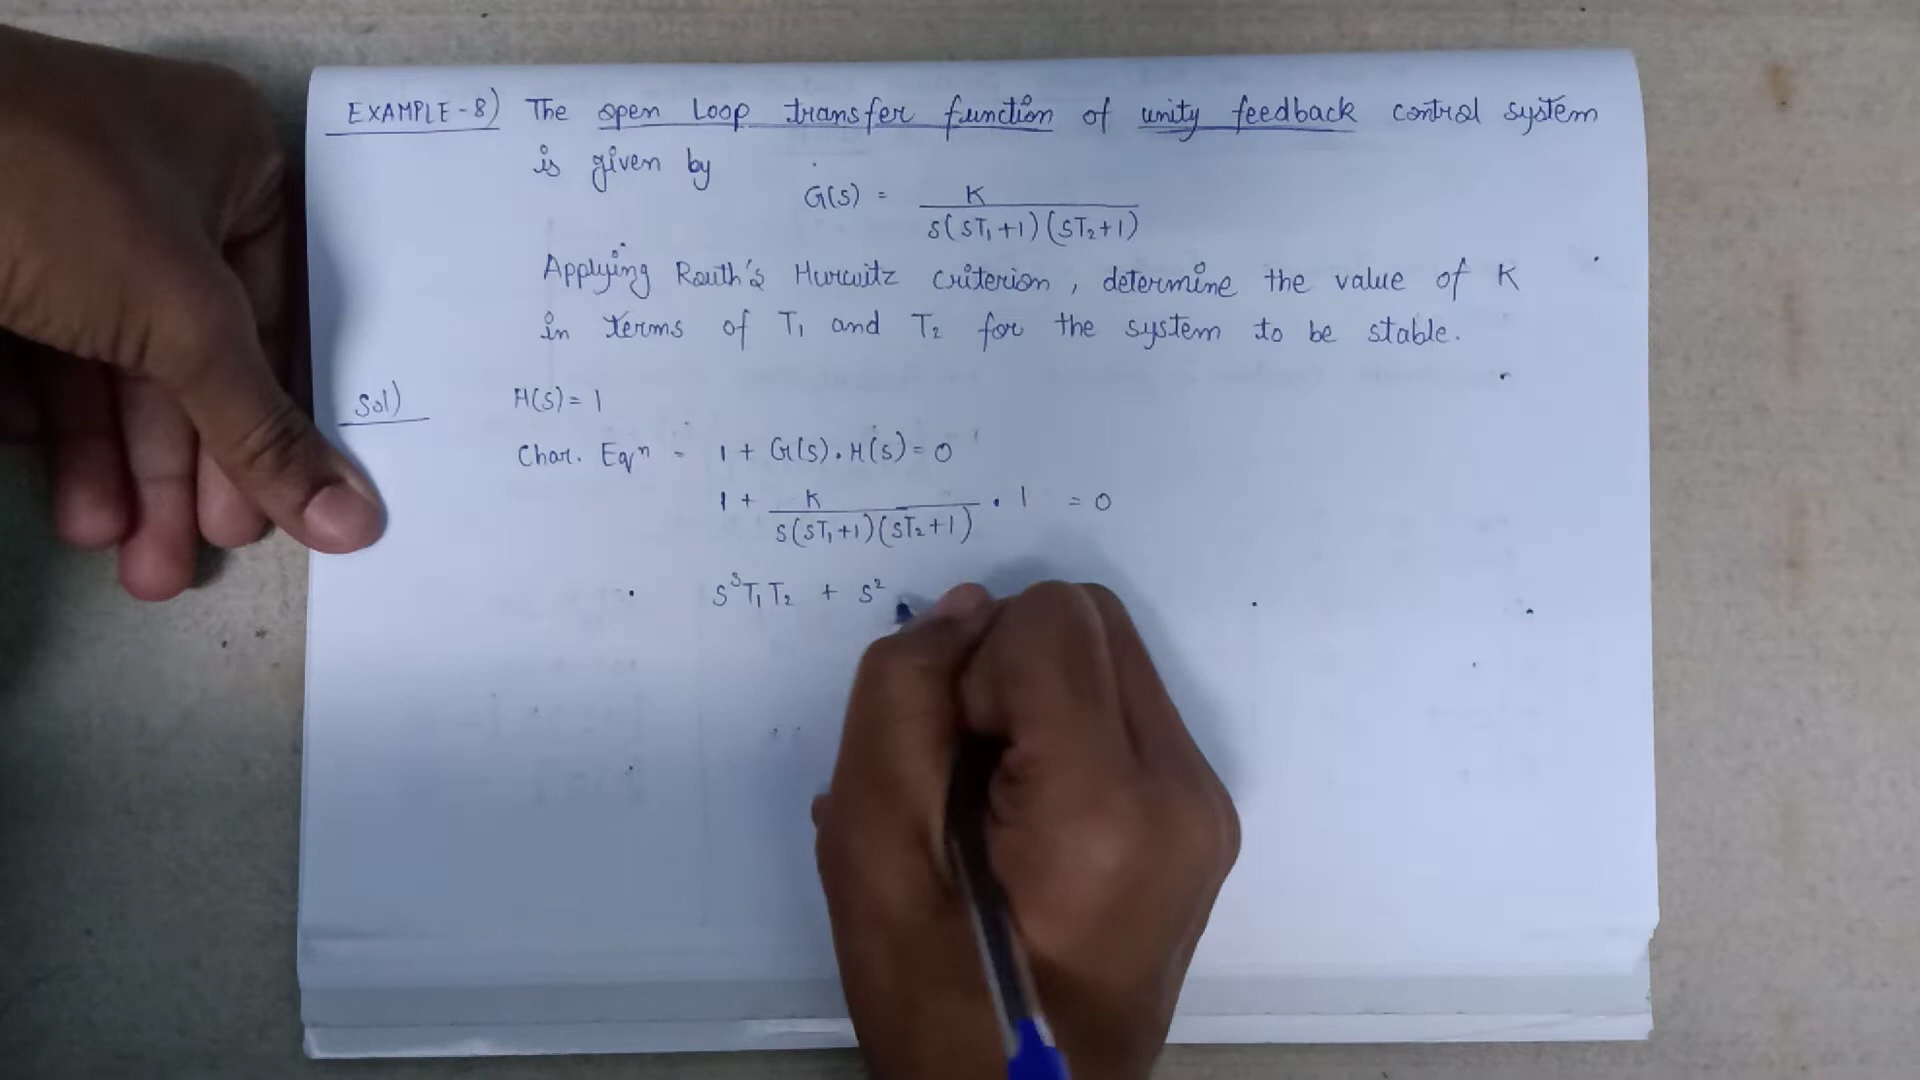 EXAMPLE-8) The open Loop transfer function of unity feedback control system
is given by
G(s) = K / s(sT₁+1)(sT₂+1)
Applying Routh's Hurwitz criterion, determine the value of K
in terms of T₁ and T₂ for the system to be stable.
Sol) H(s) = 1
Char. Eqⁿ = 1 + G(s).H(s) = 0
1 + K / s(sT₁+1)(sT₂+1) . 1 = 0
s³T₁T₂ + s²